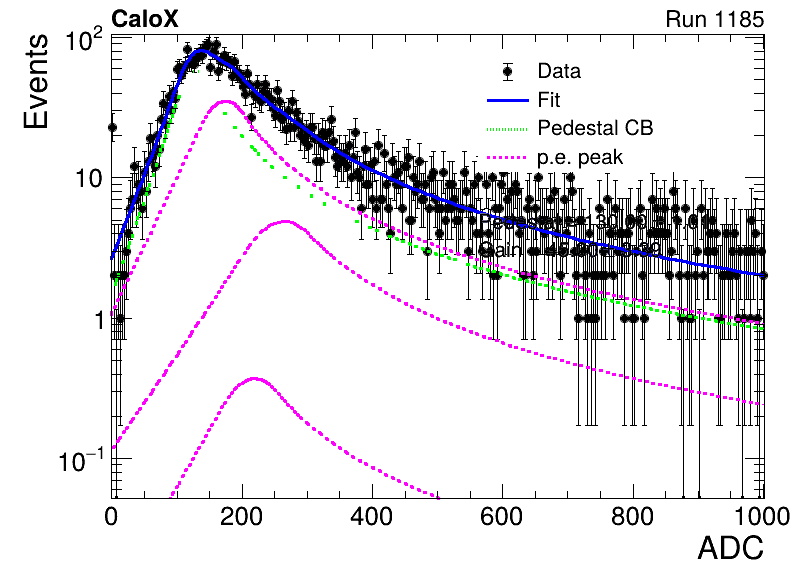 CaloX Run 1185
Events
10²
10
1
10⁻¹
Data
Fit
Pedestal CB
p.e. peak
0 200 400 600 800 1000
ADC